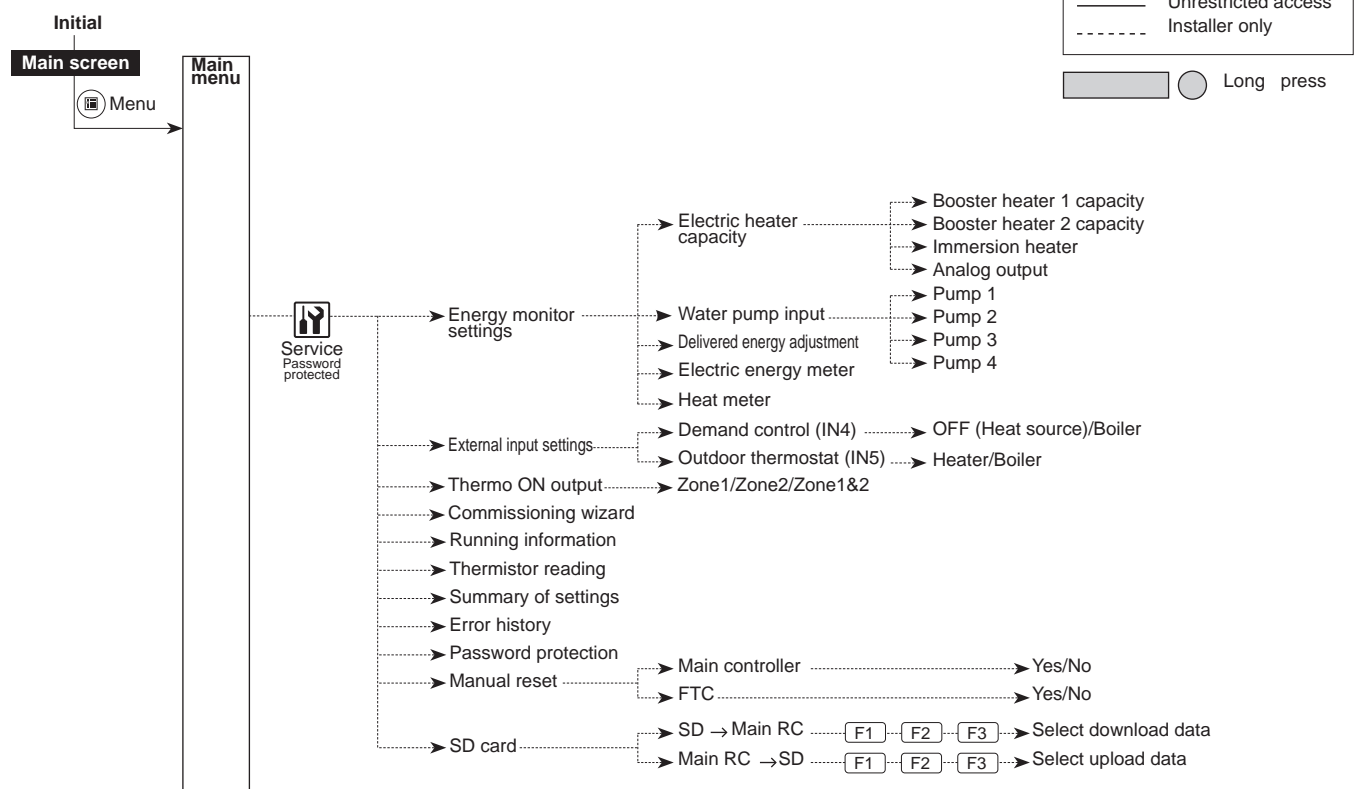 Unrestricted access
Installer only
Long press
Initial
Main screen
Menu
Main
menu
Service
Password
protected
Energy monitor
settings
Electric heater
capacity
Booster heater 1 capacity
Booster heater 2 capacity
Immersion heater
Analog output
Water pump input
Pump 1
Pump 2
Pump 3
Pump 4
Delivered energy adjustment
Electric energy meter
Heat meter
External input settings
Demand control (IN4)
OFF (Heat source)/Boiler
Outdoor thermostat (IN5)
Heater/Boiler
Thermo ON output
Zone1/Zone2/Zone1&2
Commissioning wizard
Running information
Thermistor reading
Summary of settings
Error history
Password protection
Manual reset
Main controller
Yes/No
FTC
Yes/No
SD card
SD → Main RC
F1
F2
F3
Select download data
Main RC → SD
F1
F2
F3
Select upload data